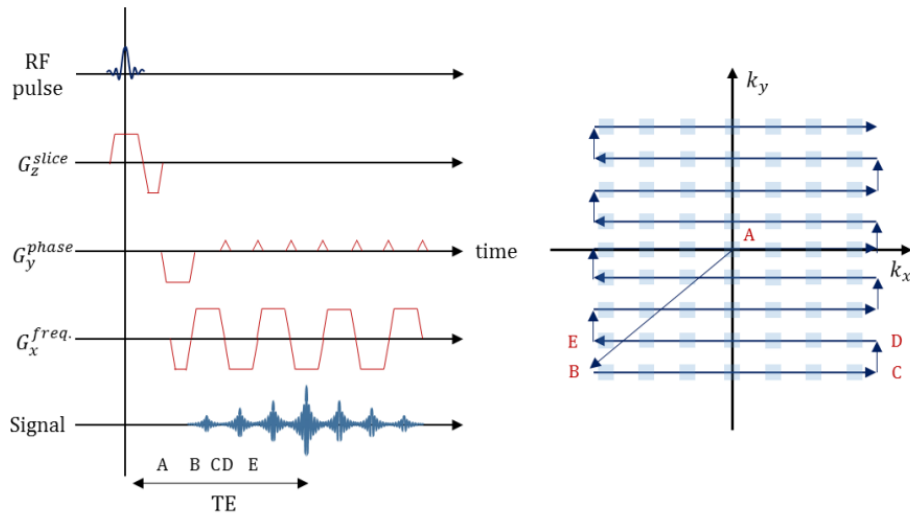 RF
pulse
G_z^{slice}
G_y^{phase}
time
G_x^{freq.}
Signal
A B CD E
TE
k_y
A
k_x
E D
B C